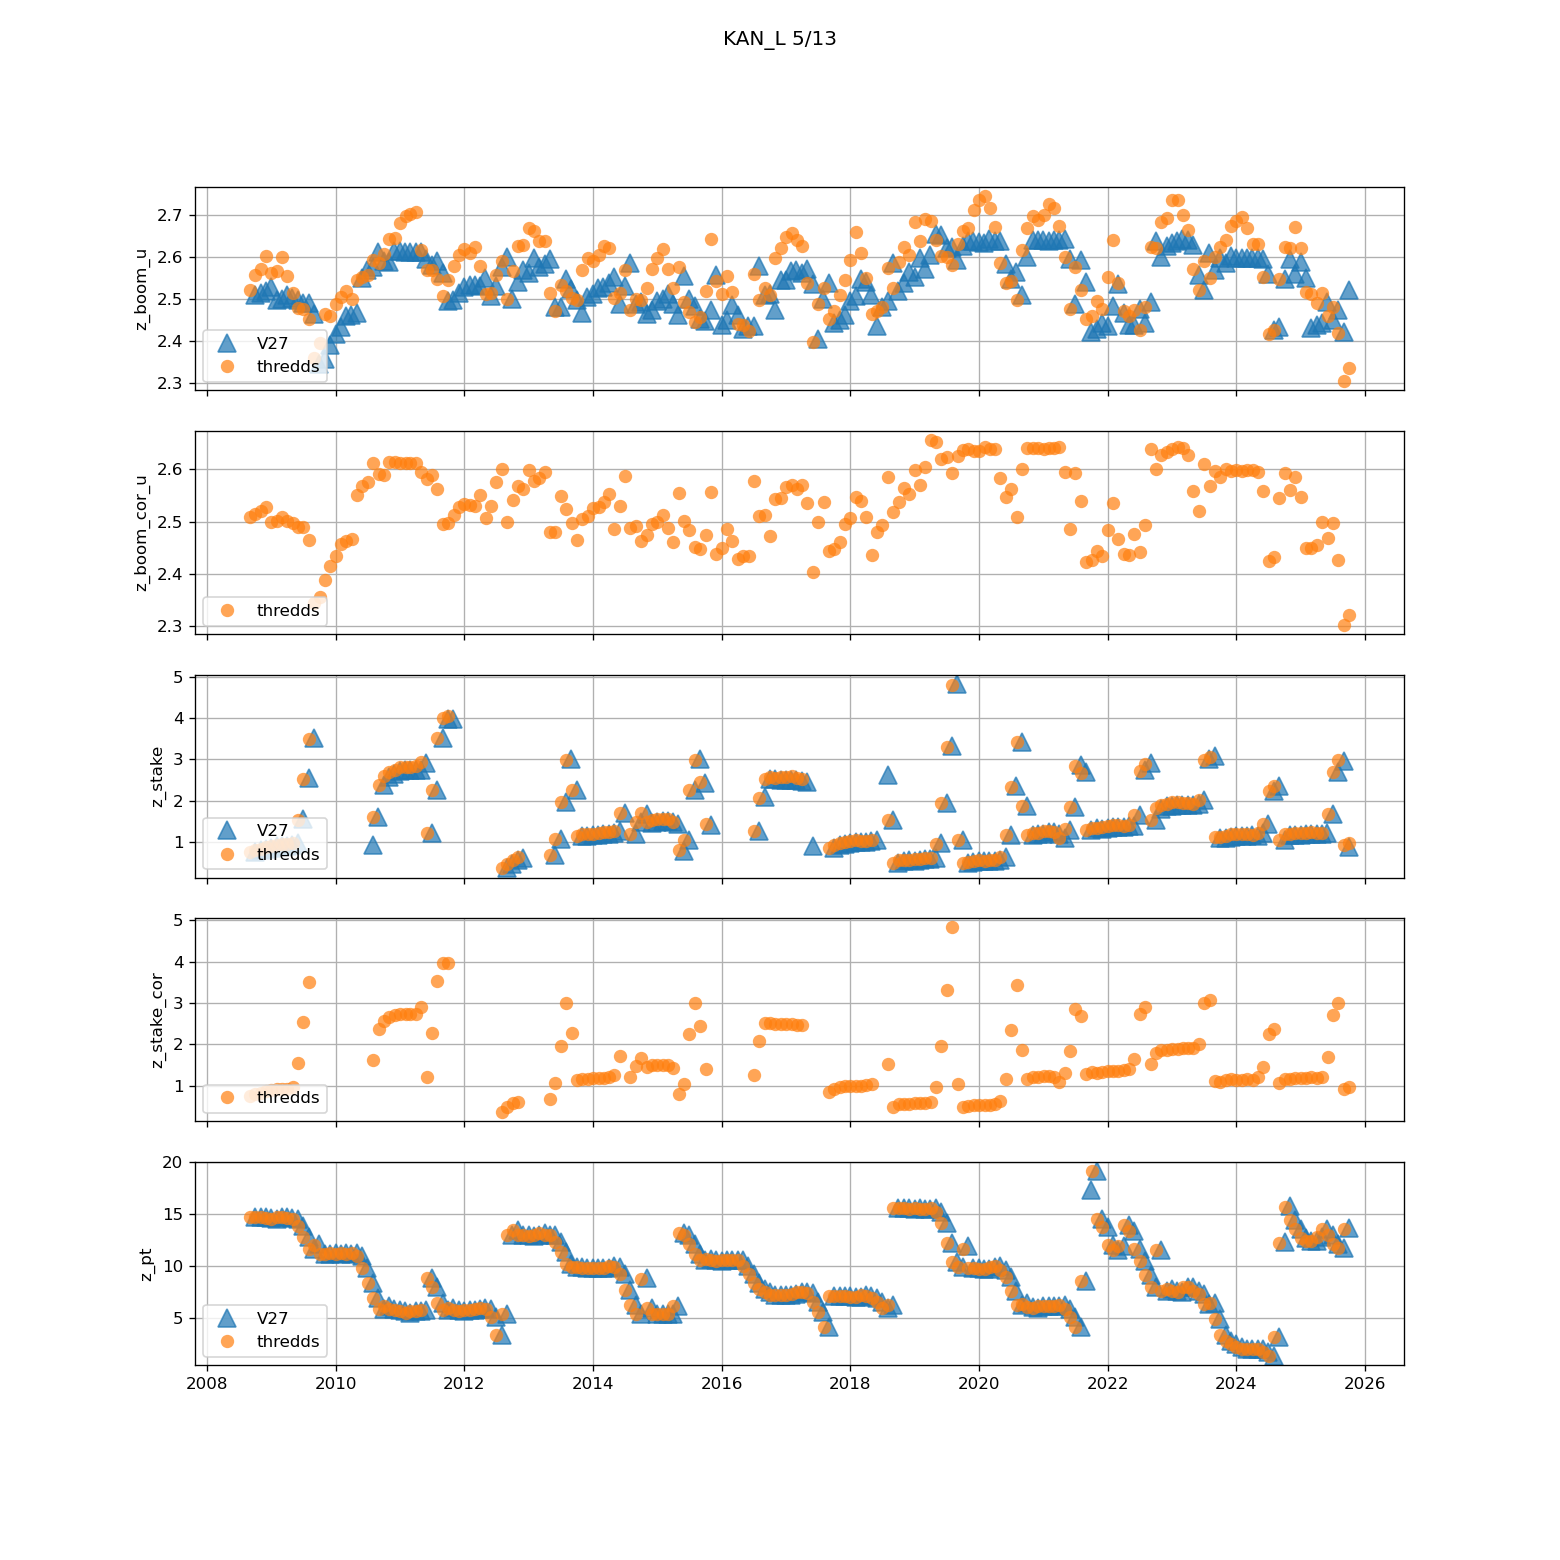 KAN_L 5/13
2.7
2.6
2.5
2.4
2.3
z_boom_u
V27
thredds
2.6
2.5
2.4
2.3
z_boom_cor_u
thredds
5
4
3
2
1
z_stake
V27
thredds
5
4
3
2
1
z_stake_cor
thredds
20
15
10
5
z_pt
V27
thredds
2008 2010 2012 2014 2016 2018 2020 2022 2024 2026